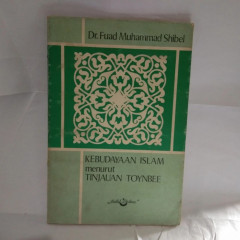 Dr. Fuad Muhammad Shibel
KEBUDAYAAN ISLAM
menurut
TINJAUAN TOYNBEE